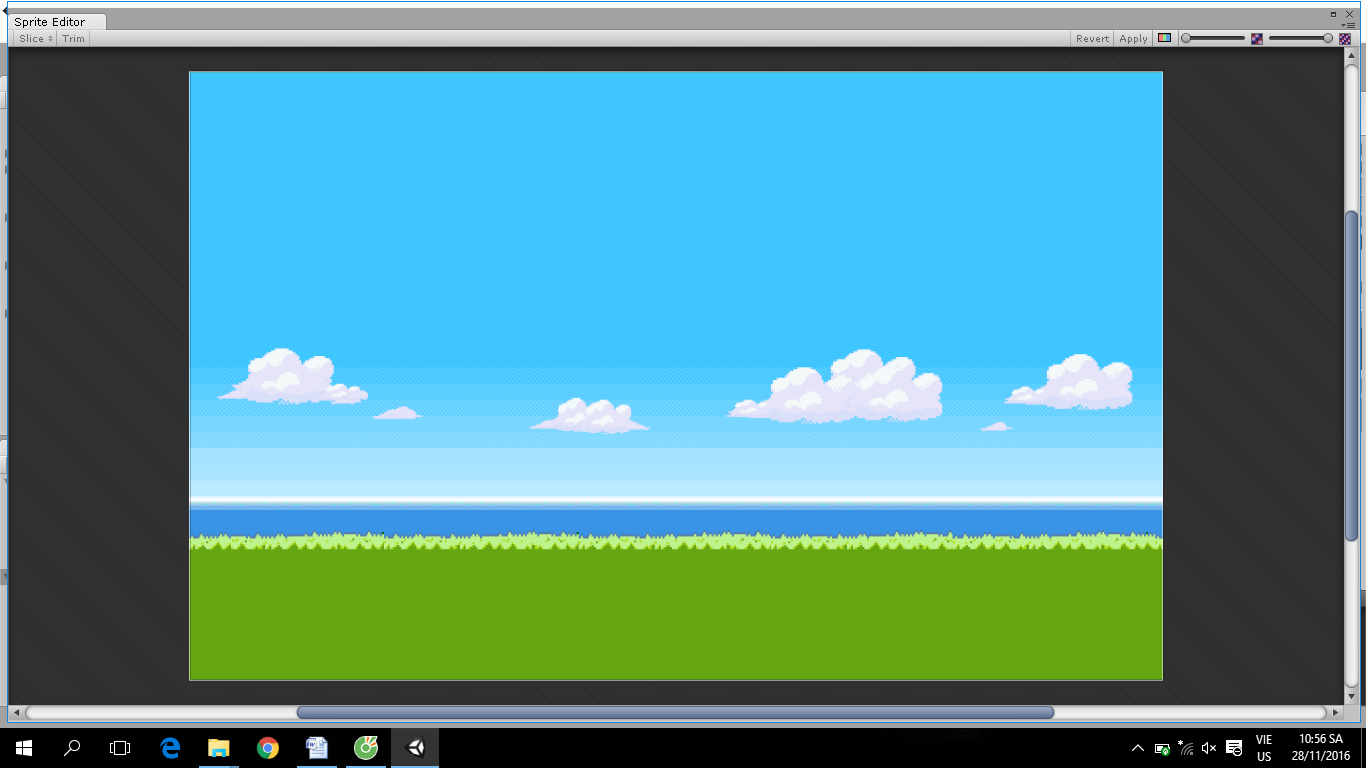 Sprite Editor
Slice Trim Revert Apply
VIE 10:56 SA
US 28/11/2016